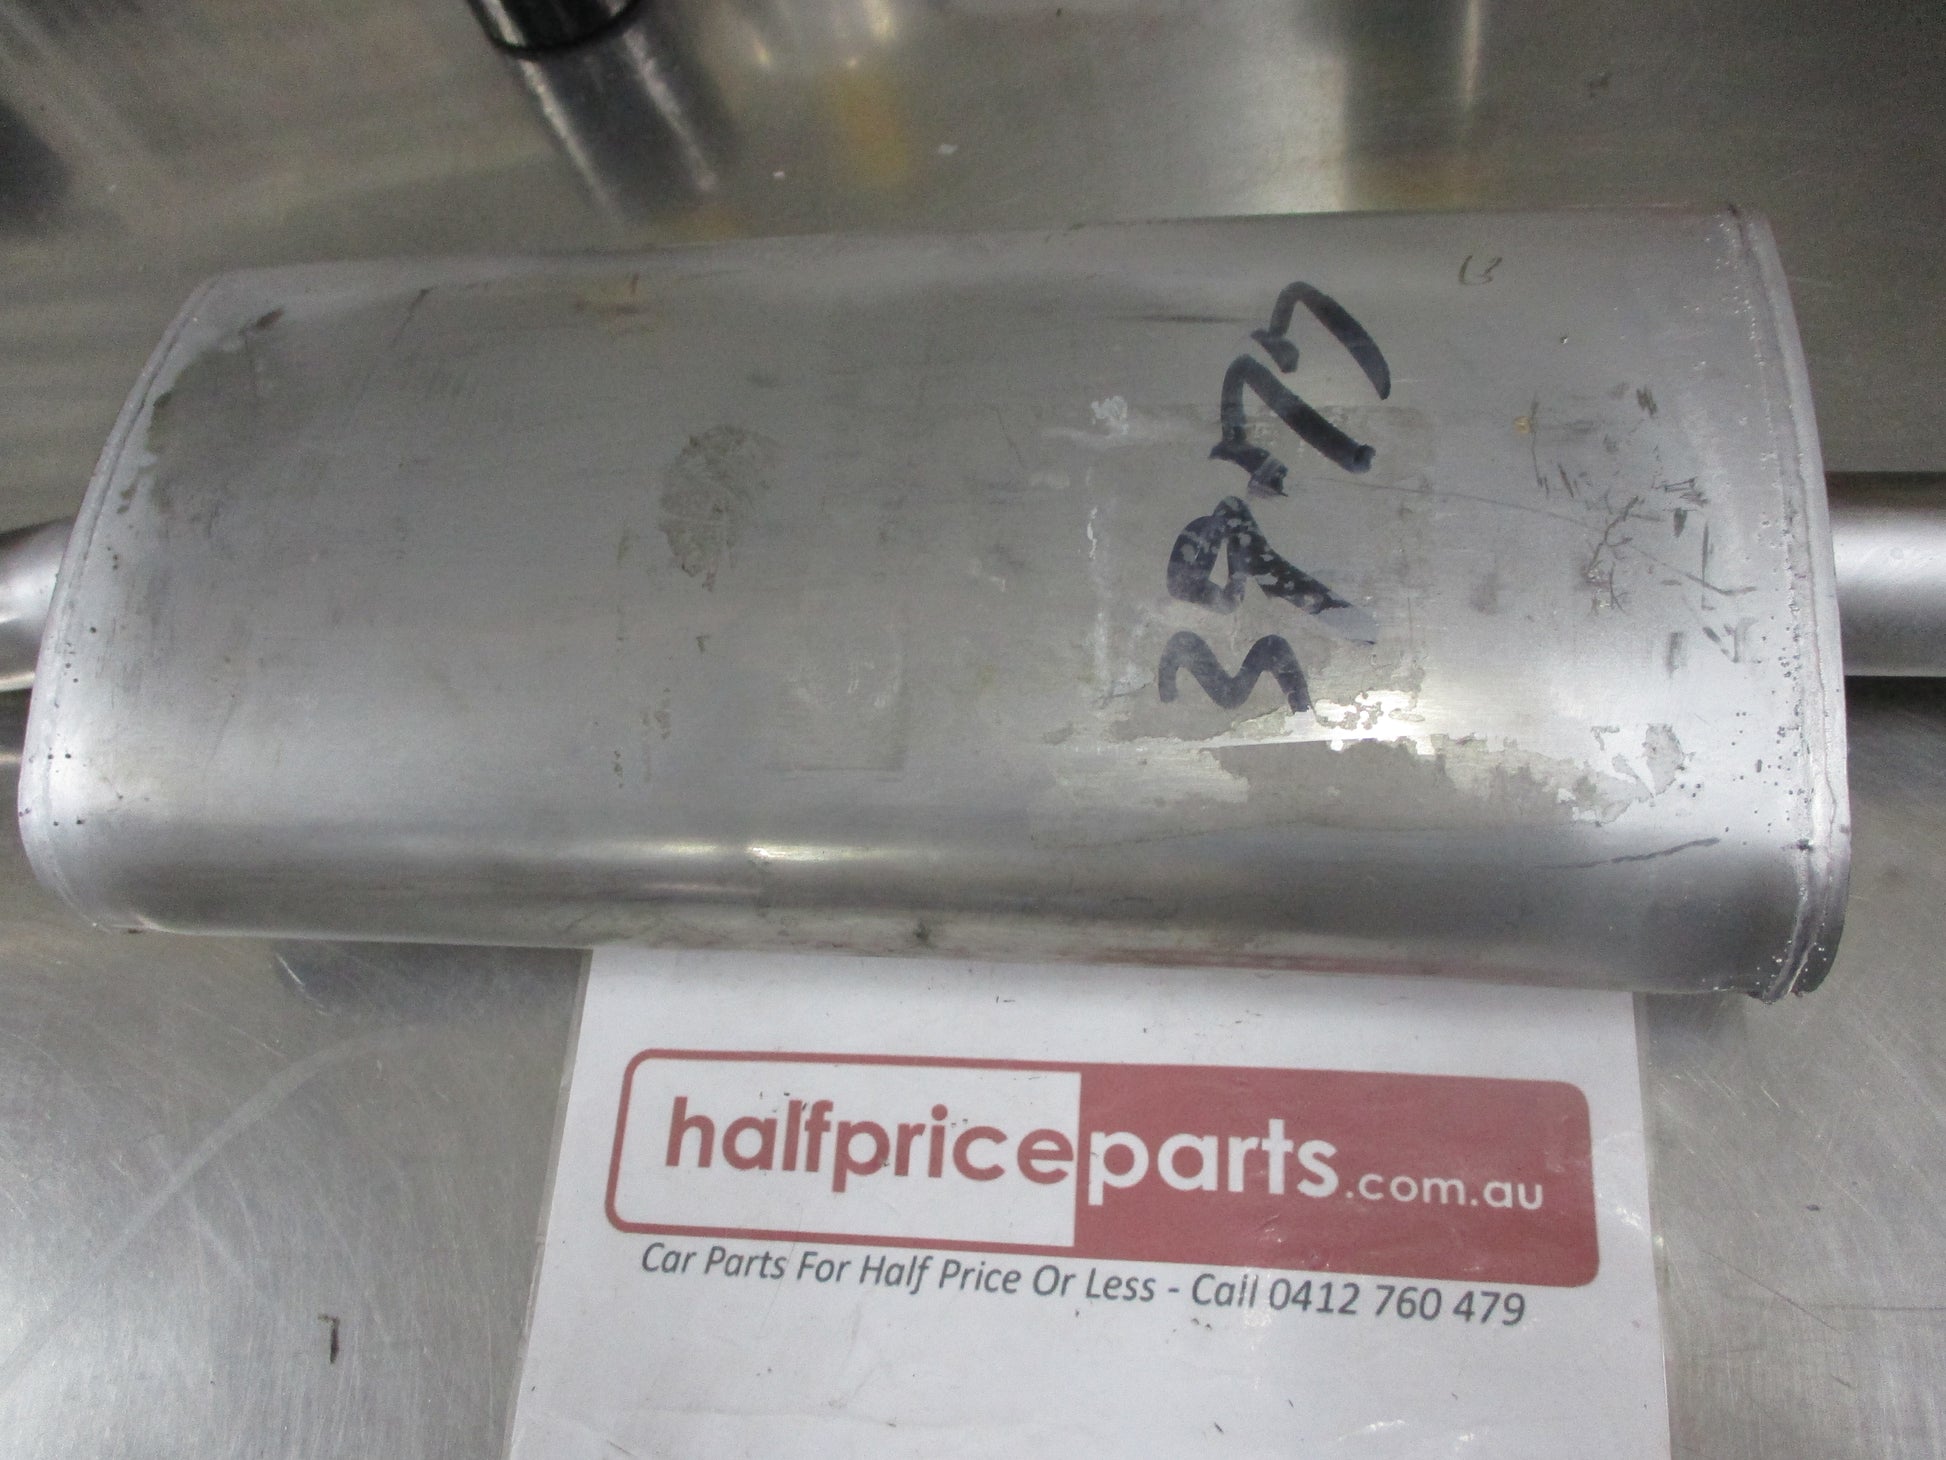 3977
halfpriceparts.com.au
Car Parts For Half Price Or Less - Call 0412 760 479